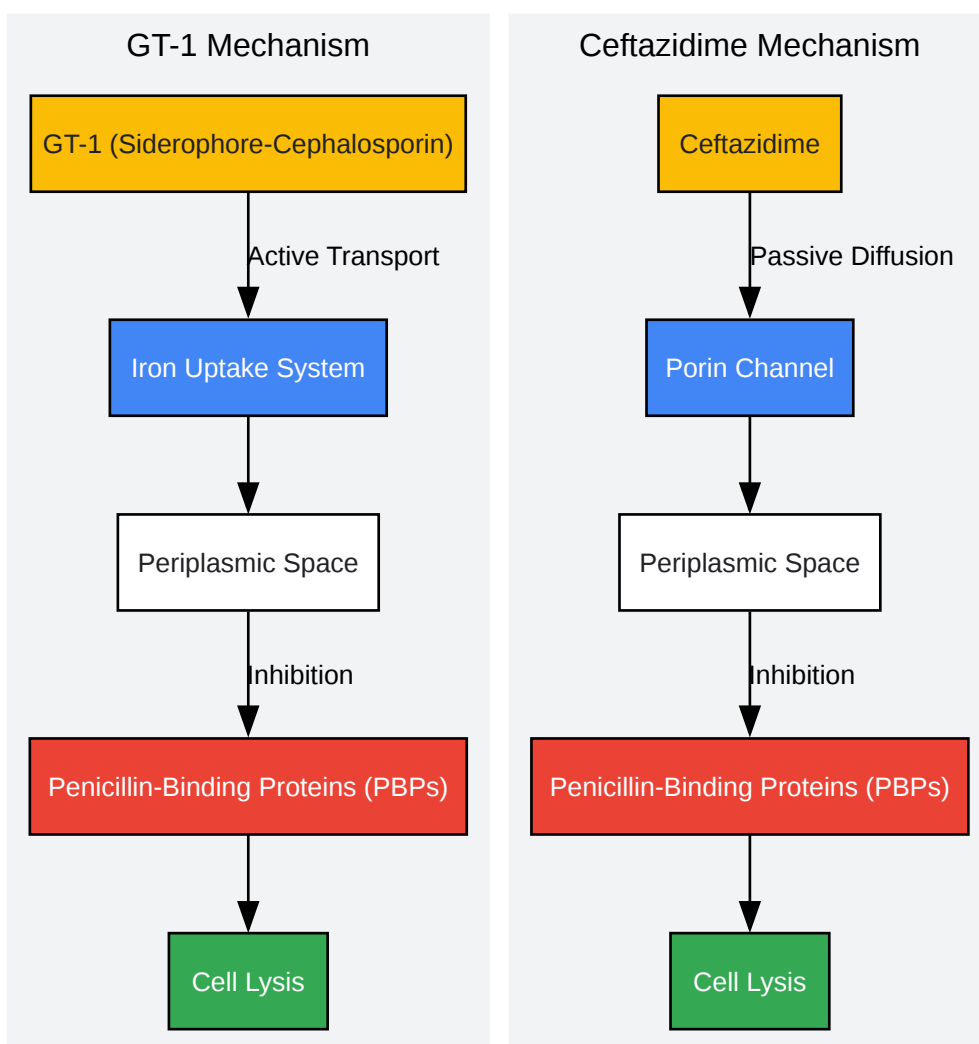 GT-1 Mechanism
GT-1 (Siderophore-Cephalosporin)
Active Transport
Iron Uptake System
Periplasmic Space
Inhibition
Penicillin-Binding Proteins (PBPs)
Cell Lysis
Ceftazidime Mechanism
Ceftazidime
Passive Diffusion
Porin Channel
Periplasmic Space
Inhibition
Penicillin-Binding Proteins (PBPs)
Cell Lysis